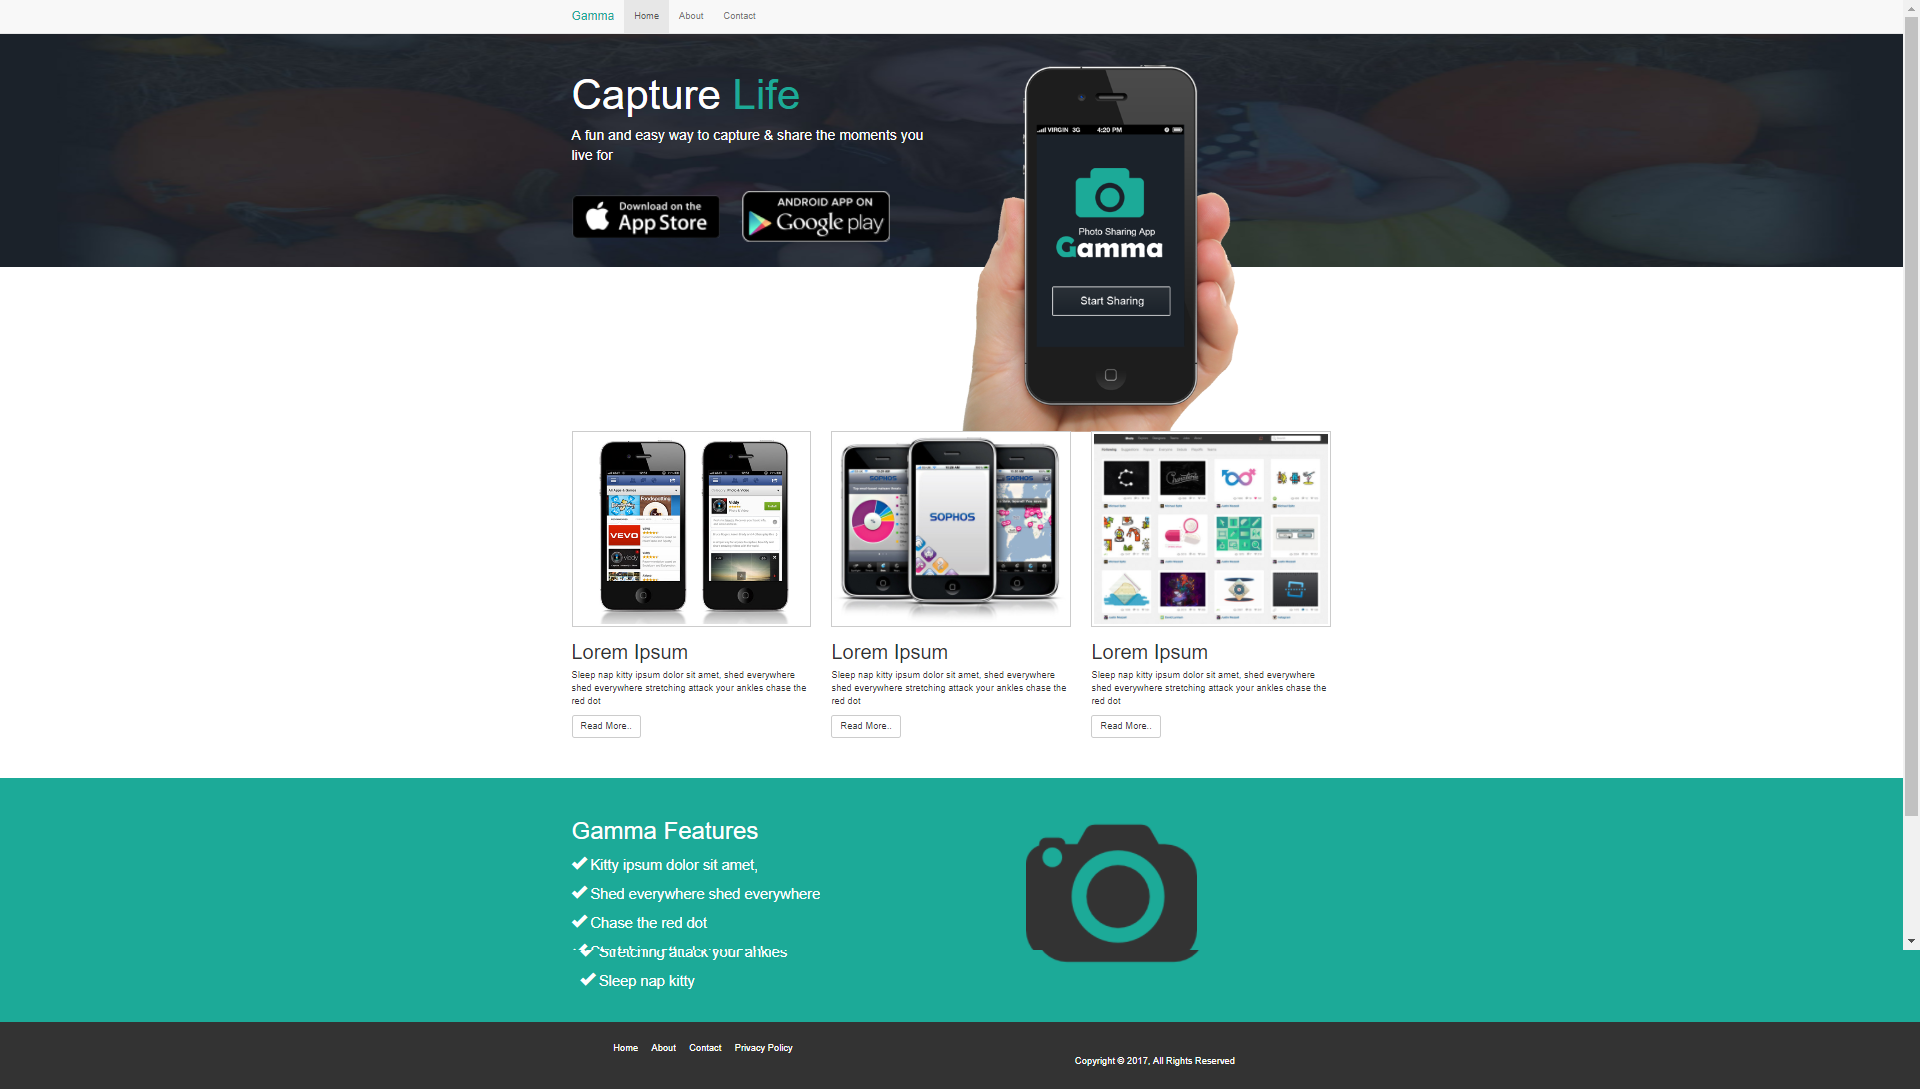 Gamma Home About Contact
Capture Life
A fun and easy way to capture & share the moments you
live for
Download on the
App Store
ANDROID APP ON
Google play
VIRGIN 3G 4:20 PM
Photo Sharing App
Gamma
Start Sharing
Foodspotting
VEVO
viddy
Viddy
SOPHOS
SOPHOS
SOPHOS
Lorem Ipsum
Sleep nap kitty ipsum dolor sit amet, shed everywhere
shed everywhere stretching attack your ankles chase the
red dot
Read More..
Lorem Ipsum
Sleep nap kitty ipsum dolor sit amet, shed everywhere
shed everywhere stretching attack your ankles chase the
red dot
Read More..
Lorem Ipsum
Sleep nap kitty ipsum dolor sit amet, shed everywhere
shed everywhere stretching attack your ankles chase the
red dot
Read More..
Gamma Features
Kitty ipsum dolor sit amet,
Shed everywhere shed everywhere
Chase the red dot
Stretching attack your ankles
Sleep nap kitty
Home About Contact Privacy Policy
Copyright © 2017, All Rights Reserved